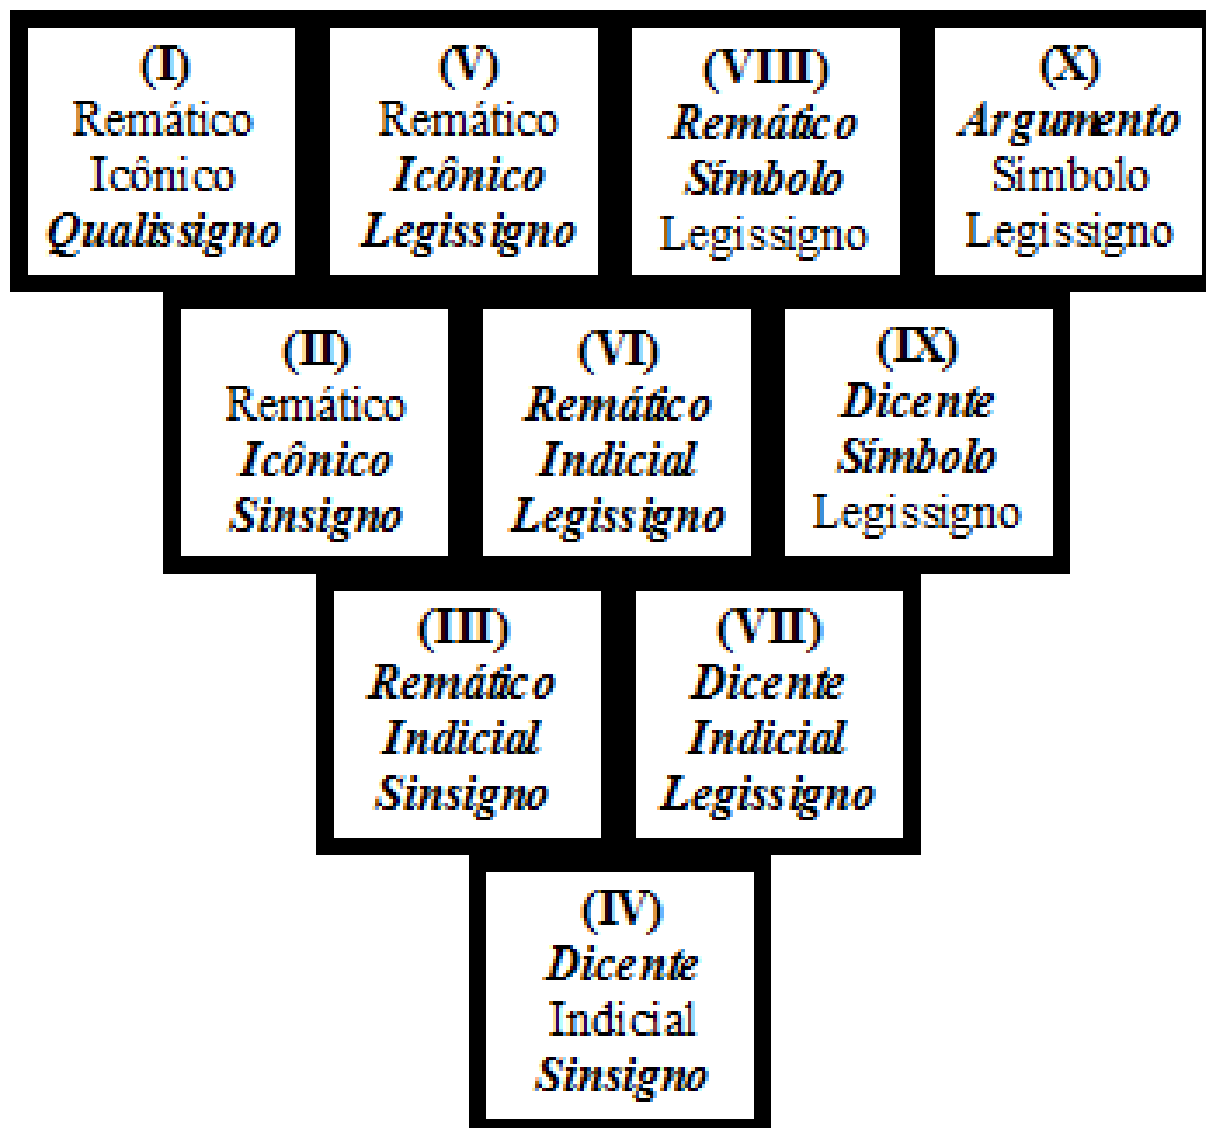 (I)
Remático
Icônico
Qualissigno
(V)
Remático
Icônico
Legissigno
(VIII)
Remático
Símbolo
Legissigno
(X)
Argumento
Simbolo
Legissigno
(II)
Remático
Icônico
Sinsigno
(VI)
Remático
Indicial
Legissigno
(IX)
Dicente
Símbolo
Legissigno
(III)
Remático
Indicial
Sinsigno
(VII)
Dicente
Indicial
Legissigno
(IV)
Dicente
Indicial
Sinsigno